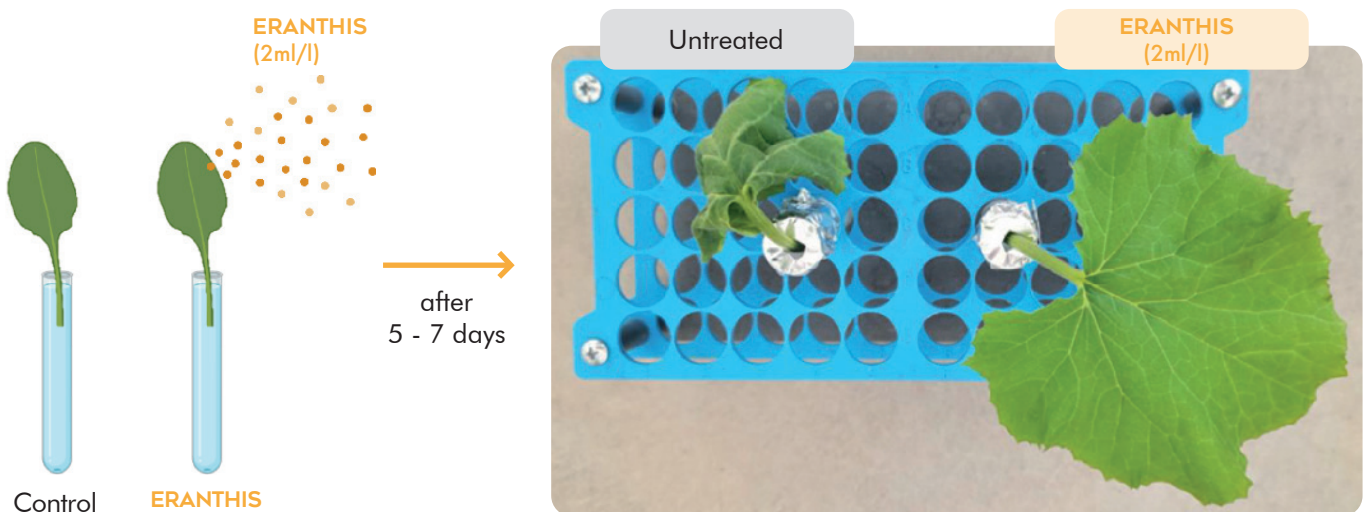 ERANTHIS
(2ml/l)
Control
ERANTHIS
after
5 - 7 days
Untreated
ERANTHIS
(2ml/l)